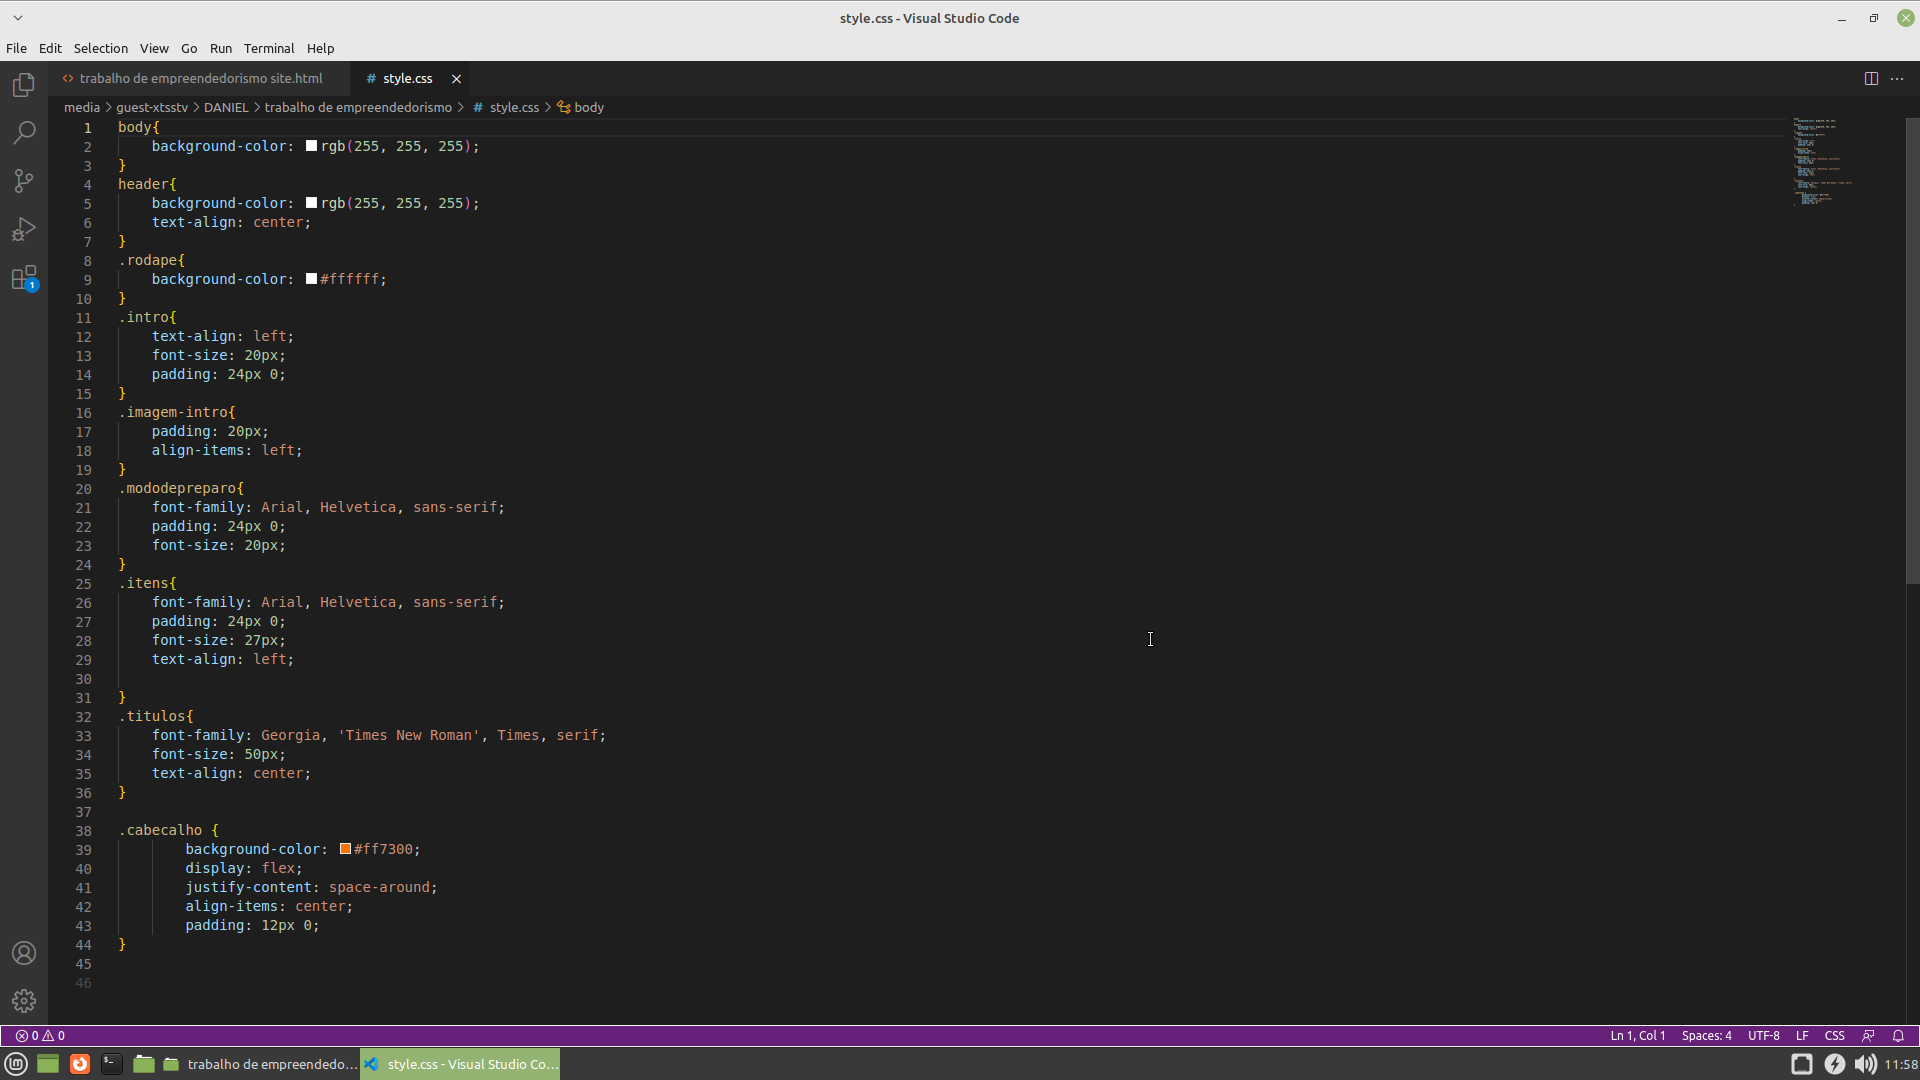 style.css - Visual Studio Code
File Edit Selection View Go Run Terminal Help
<> trabalho de empreendedorismo site.html # style.css ×
media > guest-xtsstv > DANIEL > trabalho de empreendedorismo > # style.css > body
1 body{
2     background-color: rgb(255, 255, 255);
3 }
4 header{
5     background-color: rgb(255, 255, 255);
6     text-align: center;
7 }
8 .rodape{
9     background-color: #ffffff;
10 }
11 .intro{
12     text-align: left;
13     font-size: 20px;
14     padding: 24px 0;
15 }
16 .imagem-intro{
17     padding: 20px;
18     align-items: left;
19 }
20 .mododepreparo{
21     font-family: Arial, Helvetica, sans-serif;
22     padding: 24px 0;
23     font-size: 20px;
24 }
25 .itens{
26     font-family: Arial, Helvetica, sans-serif;
27     padding: 24px 0;
28     font-size: 27px;
29     text-align: left;
30
31 }
32 .titulos{
33     font-family: Georgia, 'Times New Roman', Times, serif;
34     font-size: 50px;
35     text-align: center;
36 }
37
38 .cabecalho {
39         background-color: #ff7300;
40         display: flex;
41         justify-content: space-around;
42         align-items: center;
43         padding: 12px 0;
44 }
45
46
1
0 0 Ln 1, Col 1 Spaces: 4 UTF-8 LF CSS
trabalho de empreendedo... style.css - Visual Studio Co... 11:58